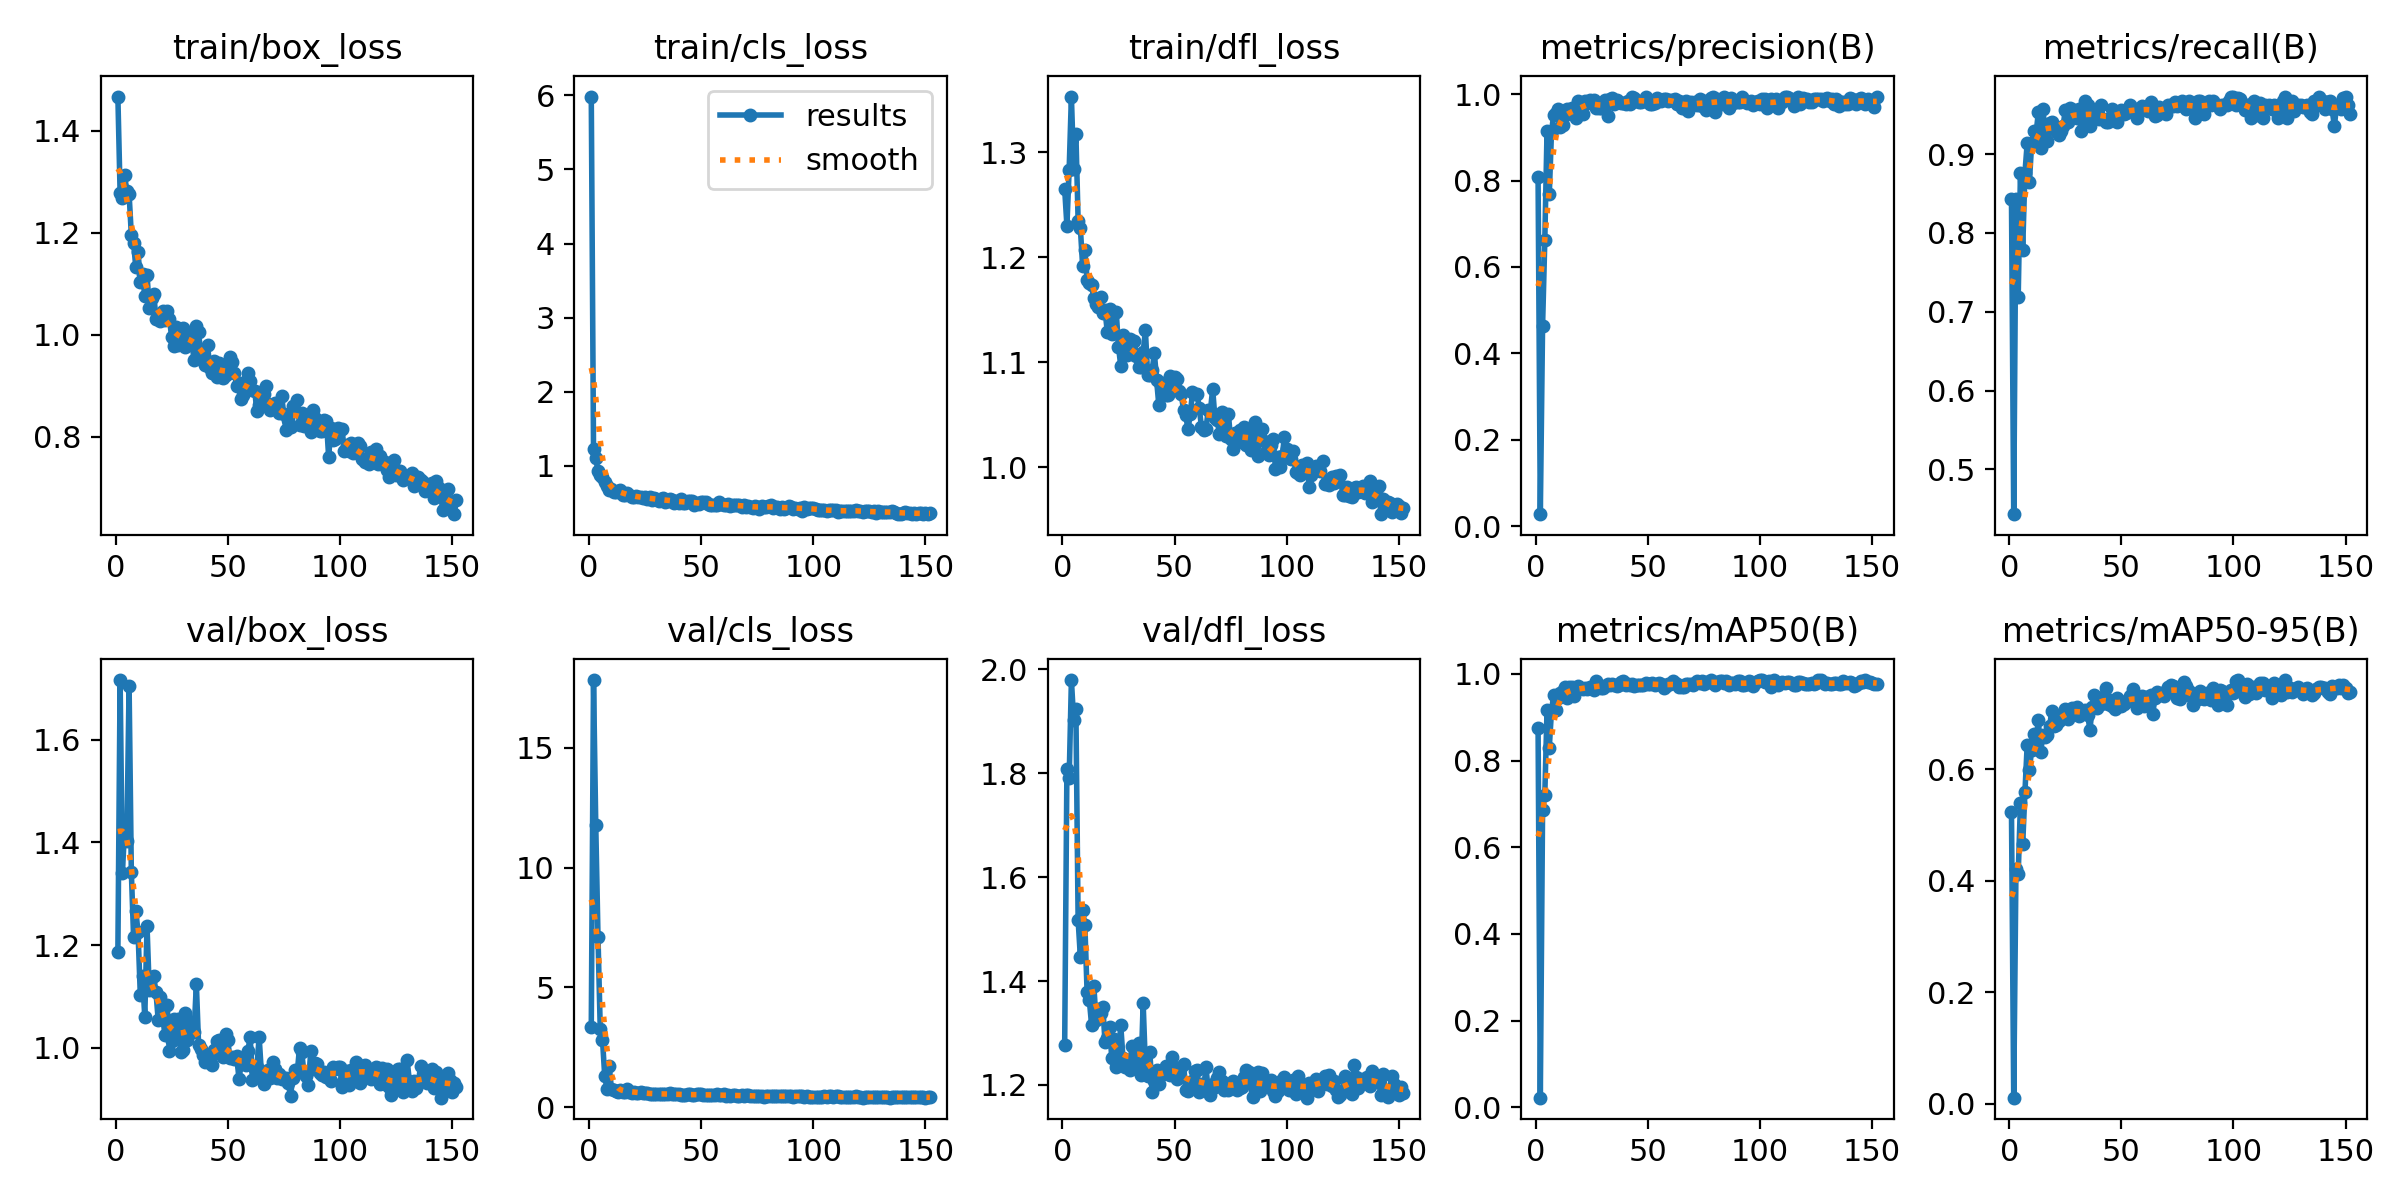 train/box_loss
train/cls_loss
train/dfl_loss
metrics/precision(B)
metrics/recall(B)
1.4
1.2
1.0
0.8
0 50 100 150
6
5
4
3
2
1
results
smooth
0 50 100 150
1.3
1.2
1.1
1.0
0 50 100 150
1.0
0.8
0.6
0.4
0.2
0.0
0 50 100 150
0.9
0.8
0.7
0.6
0.5
0 50 100 150
val/box_loss
val/cls_loss
val/dfl_loss
metrics/mAP50(B)
metrics/mAP50-95(B)
1.6
1.4
1.2
1.0
0 50 100 150
15
10
5
0
0 50 100 150
2.0
1.8
1.6
1.4
1.2
0 50 100 150
1.0
0.8
0.6
0.4
0.2
0.0
0 50 100 150
0.6
0.4
0.2
0.0
0 50 100 150